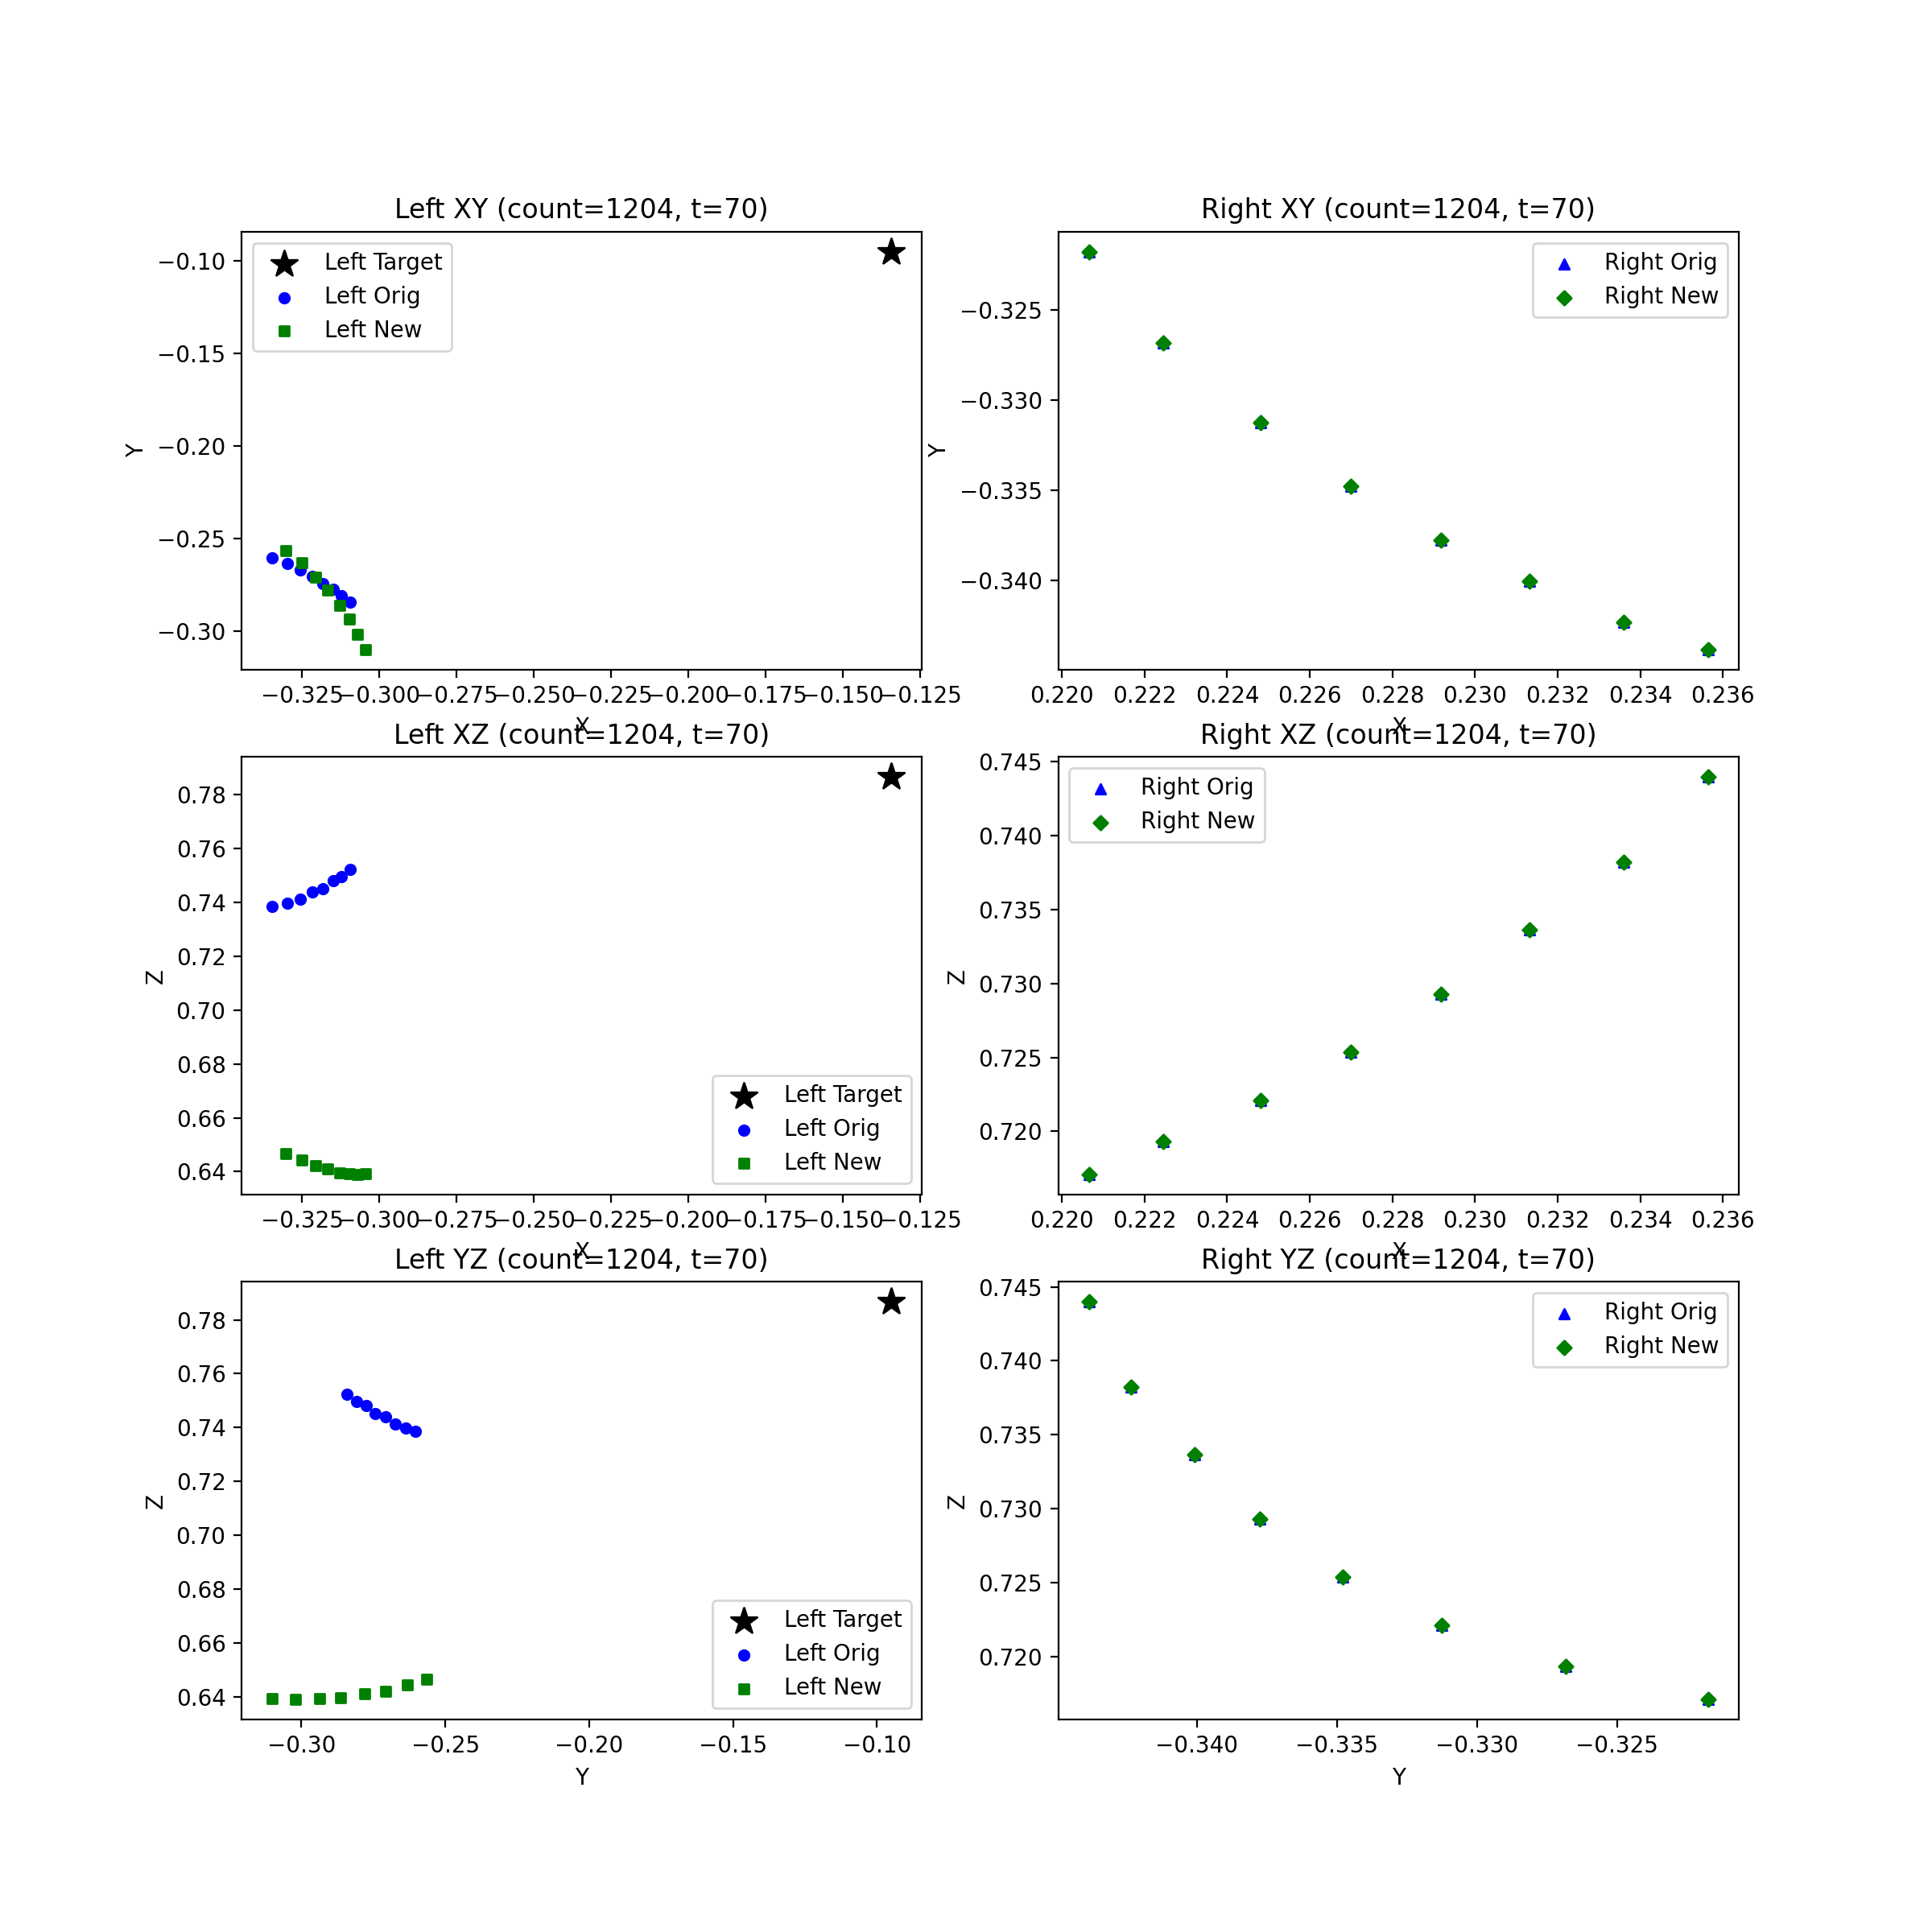 Left XY (count=1204, t=70)
Left Target
Left Orig
Left New
−0.10
−0.15
−0.20
−0.25
−0.30
Y
−0.325
−0.300
−0.275
−0.250
−0.225
−0.200
−0.175
−0.150
−0.125
X
Right XY (count=1204, t=70)
Right Orig
Right New
−0.325
−0.330
−0.335
−0.340
Y
0.220
0.222
0.224
0.226
0.228
0.230
0.232
0.234
0.236
X
Left XZ (count=1204, t=70)
0.78
0.76
0.74
0.72
0.70
0.68
0.66
0.64
Z
Left Target
Left Orig
Left New
−0.325
−0.300
−0.275
−0.250
−0.225
−0.200
−0.175
−0.150
−0.125
X
Right XZ (count=1204, t=70)
Right Orig
Right New
0.745
0.740
0.735
0.730
0.725
0.720
Z
0.220
0.222
0.224
0.226
0.228
0.230
0.232
0.234
0.236
X
Left YZ (count=1204, t=70)
0.78
0.76
0.74
0.72
0.70
0.68
0.66
0.64
Z
Left Target
Left Orig
Left New
−0.30
−0.25
−0.20
−0.15
−0.10
Y
Right YZ (count=1204, t=70)
Right Orig
Right New
0.745
0.740
0.735
0.730
0.725
0.720
Z
−0.340
−0.335
−0.330
−0.325
Y